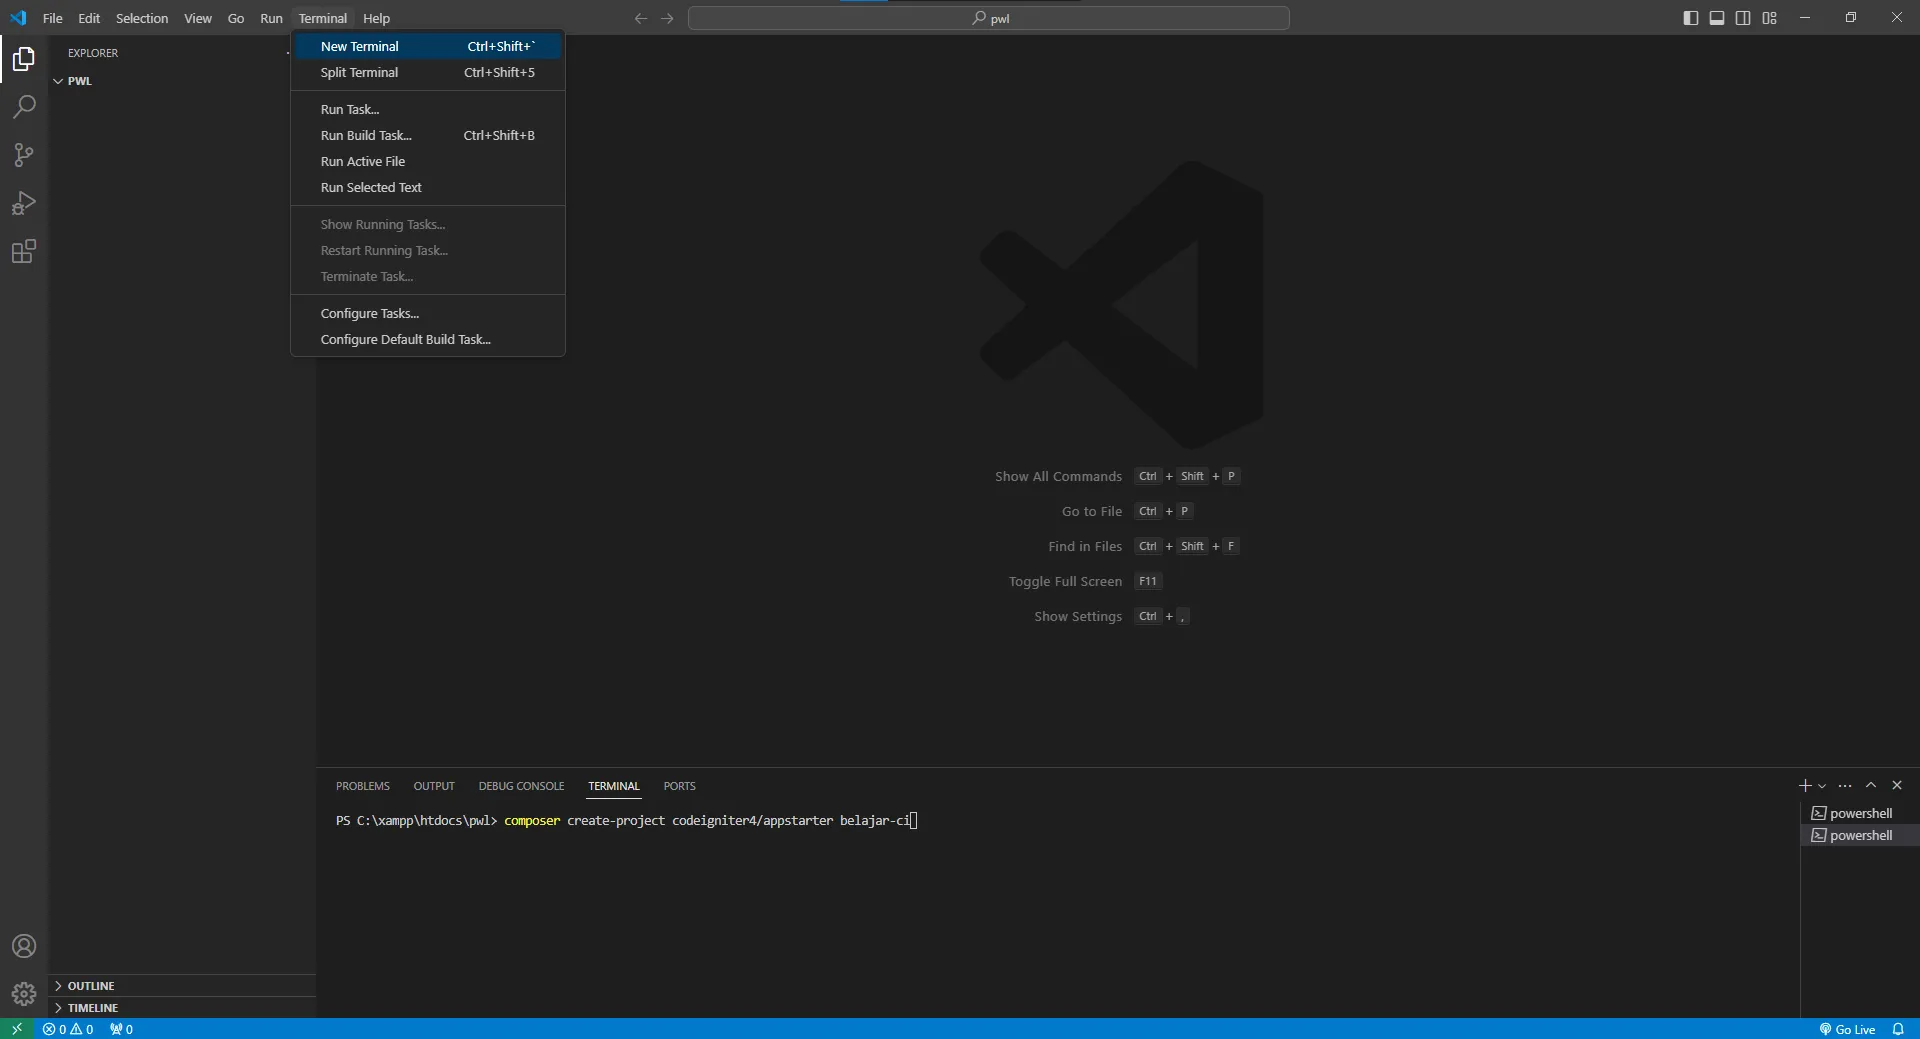 File Edit Selection View Go Run Terminal Help
pwl
EXPLORER
PWL
New Terminal Ctrl+Shift+`
Split Terminal Ctrl+Shift+5
Run Task...
Run Build Task... Ctrl+Shift+B
Run Active File
Run Selected Text
Show Running Tasks...
Restart Running Task...
Terminate Task...
Configure Tasks...
Configure Default Build Task...
Show All Commands Ctrl + Shift + P
Go to File Ctrl + P
Find in Files Ctrl + Shift + F
Toggle Full Screen F11
Show Settings Ctrl + ,
PROBLEMS OUTPUT DEBUG CONSOLE TERMINAL PORTS
PS C:\xampp\htdocs\pwl> composer create-project codeigniter4/appstarter belajar-ci
powershell
powershell
OUTLINE
TIMELINE
0 0 0 Go Live